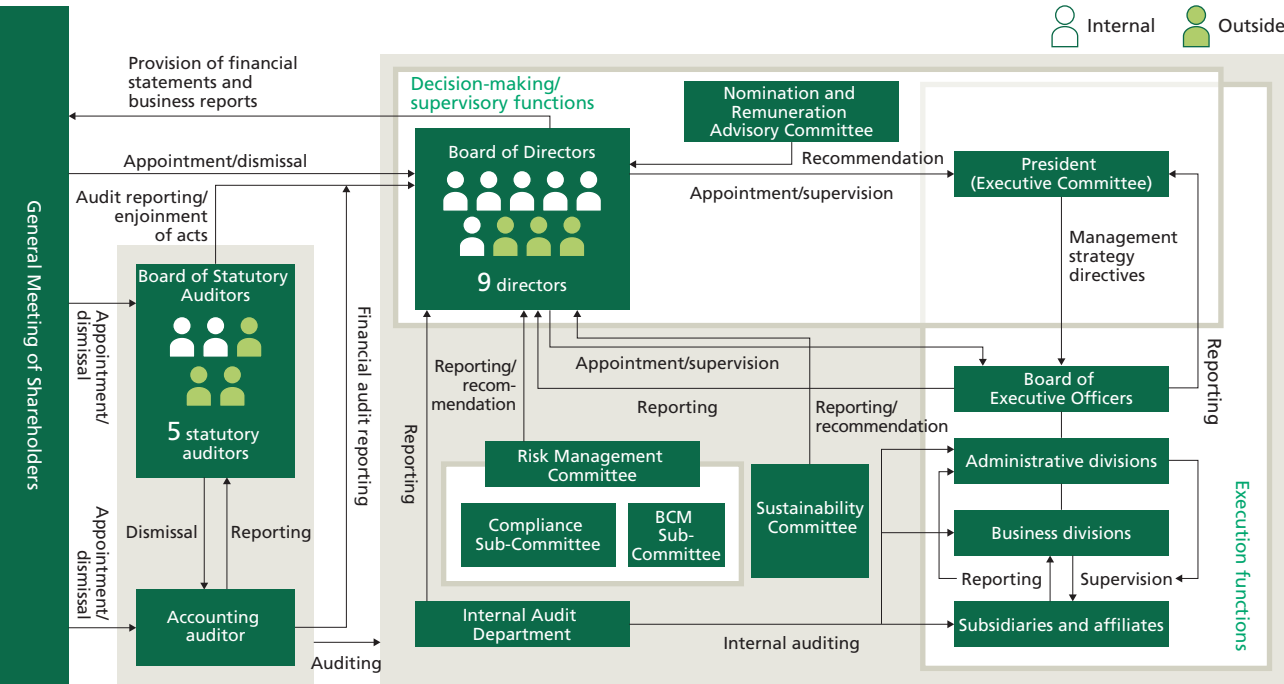 Internal
Outside
General Meeting of Shareholders
Provision of financial
statements and
business reports
Appointment/dismissal
Audit reporting/
enjoinment
of acts
Decision-making/
supervisory functions
Board of Directors
9 directors
Nomination and
Remuneration
Advisory Committee
Recommendation
Appointment/supervision
President
(Executive Committee)
Management
strategy
directives
Board of Statutory
Auditors
5 statutory
auditors
Appointment/
dismissal
Financial audit reporting
Dismissal
Reporting
Appointment/
dismissal
Accounting
auditor
Auditing
Reporting
Reporting/
recom-
mendation
Appointment/supervision
Reporting
Reporting/
recommendation
Board of
Executive Officers
Reporting
Risk Management
Committee
Compliance
Sub-Committee
BCM
Sub-
Committee
Sustainability
Committee
Administrative divisions
Business divisions
Reporting
Supervision
Subsidiaries and affiliates
Execution functions
Internal Audit
Department
Internal auditing